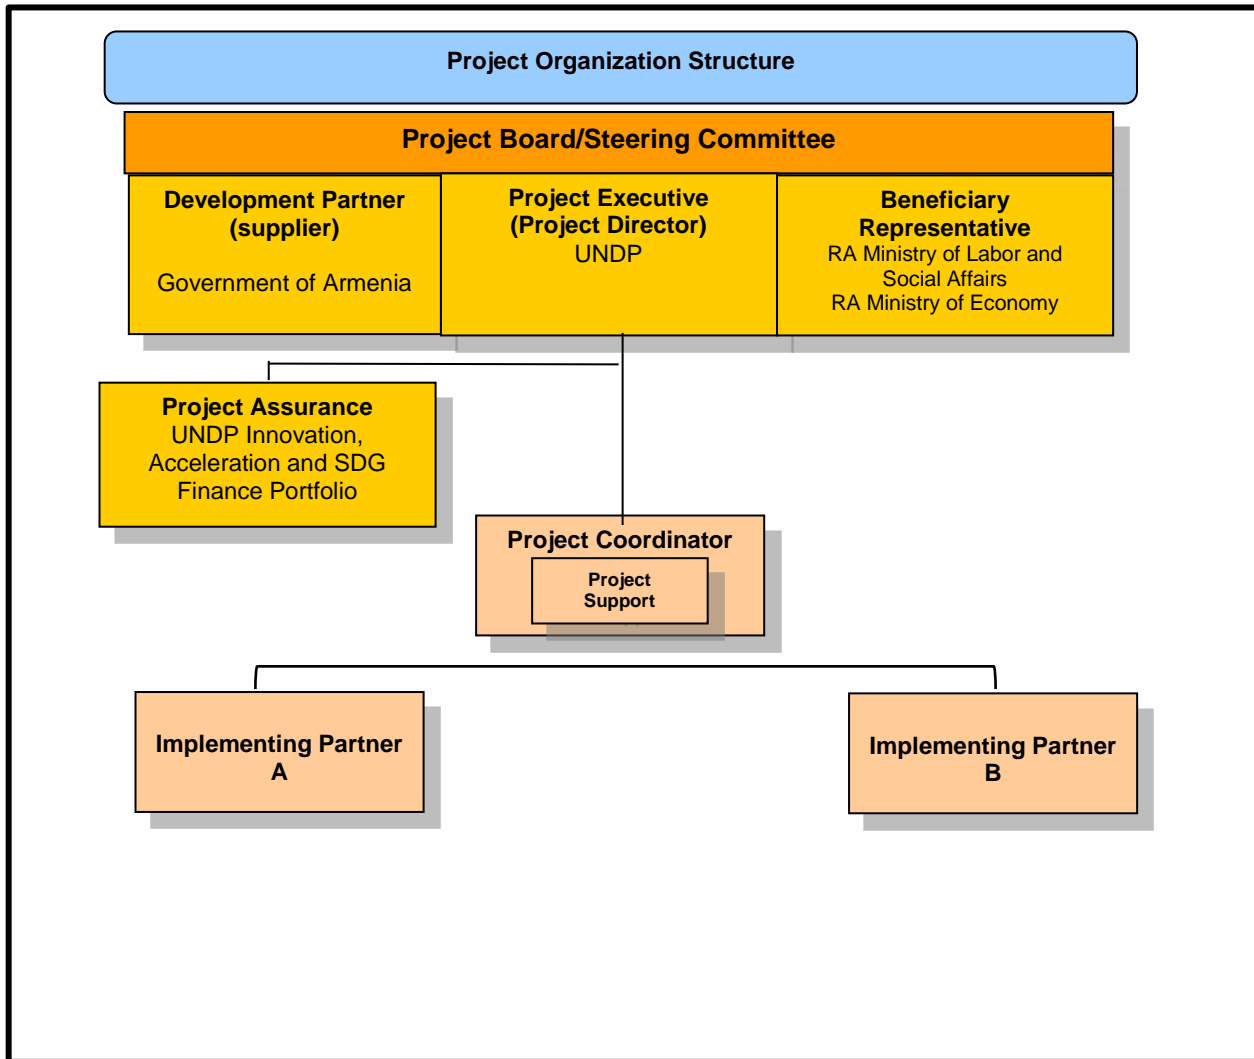 Project Organization Structure
Project Board/Steering Committee
Development Partner
(supplier)
Government of Armenia
Project Executive
(Project Director)
UNDP
Beneficiary
Representative
RA Ministry of Labor and
Social Affairs
RA Ministry of Economy
Project Assurance
UNDP Innovation,
Acceleration and SDG
Finance Portfolio
Project Coordinator
Project
Support
Implementing Partner
A
Implementing Partner
B